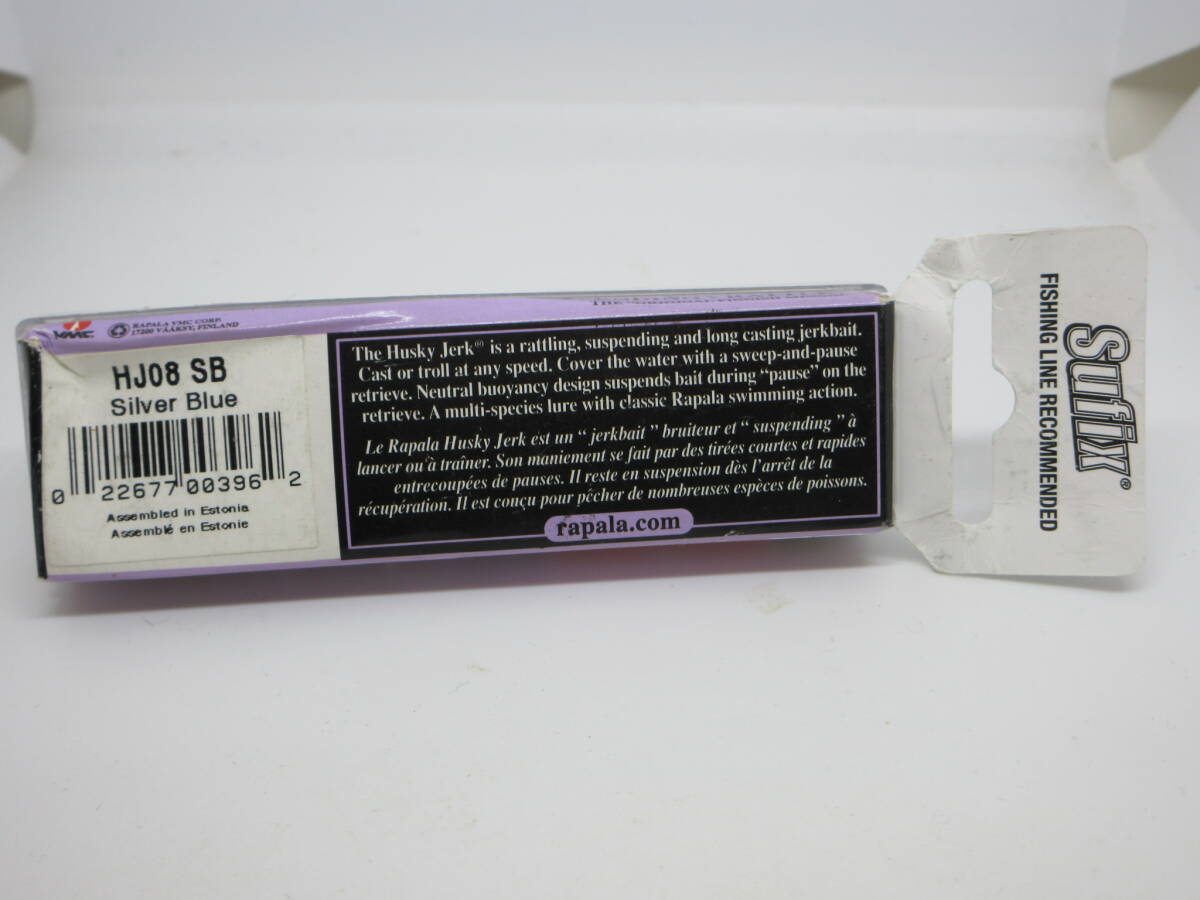 VMC
RAPALA VMC CORP.
17200 VÄÄKSY, FINLAND
HJ08 SB
Silver Blue
0 22677 00396 2
Assembled in Estonia
Assemblé en Estonie
The Husky Jerk® is a rattling, suspending and long casting jerkbait.
Cast or troll at any speed. Cover the water with a sweep-and-pause
retrieve. Neutral buoyancy design suspends bait during “pause” on the
retrieve. A multi-species lure with classic Rapala swimming action.
Le Rapala Husky Jerk est un “ jerkbait ” bruiteur et “ suspending ” à
lancer ou à traîner. Son maniement se fait par des tirées courtes et rapides
entrecoupées de pauses. Il reste en suspension dès l'arrêt de la
récupération. Il est conçu pour pêcher de nombreuses espèces de poissons.
rapala.com
Sufix®
FISHING LINE RECOMMENDED